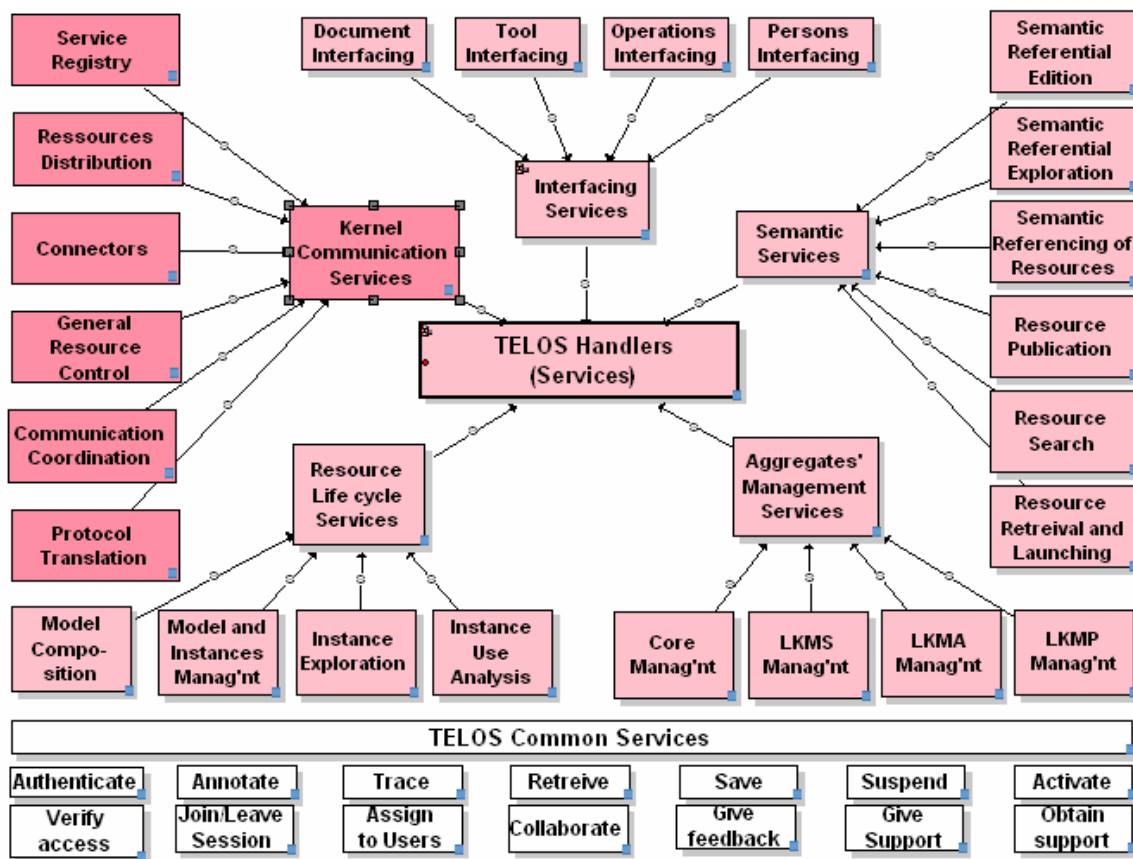 Service
Registry
Document
Interfacing
Tool
Interfacing
Operations
Interfacing
Persons
Interfacing
Semantic
Referential
Edition
Ressources
Distribution
Semantic
Referential
Exploration
Interfacing
Services
Connectors
Kernel
Communication
Services
Semantic
Services
Semantic
Referencing of
Resources
General
Resource
Control
TELOS Handlers
(Services)
Resource
Publication
Communication
Coordination
Resource
Life cycle
Services
Aggregates'
Management
Services
Resource
Search
Protocol
Translation
Resource
Retreival and
Launching
Model
Compo-
sition
Model and
Instances
Manag'nt
Instance
Exploration
Instance
Use
Analysis
Core
Manag'nt
LKMS
Manag'nt
LKMA
Manag'nt
LKMP
Manag'nt
TELOS Common Services
Authenticate
Annotate
Trace
Retreive
Save
Suspend
Activate
Verify
access
Join/Leave
Session
Assign
to Users
Collaborate
Give
feedback
Give
Support
Obtain
support